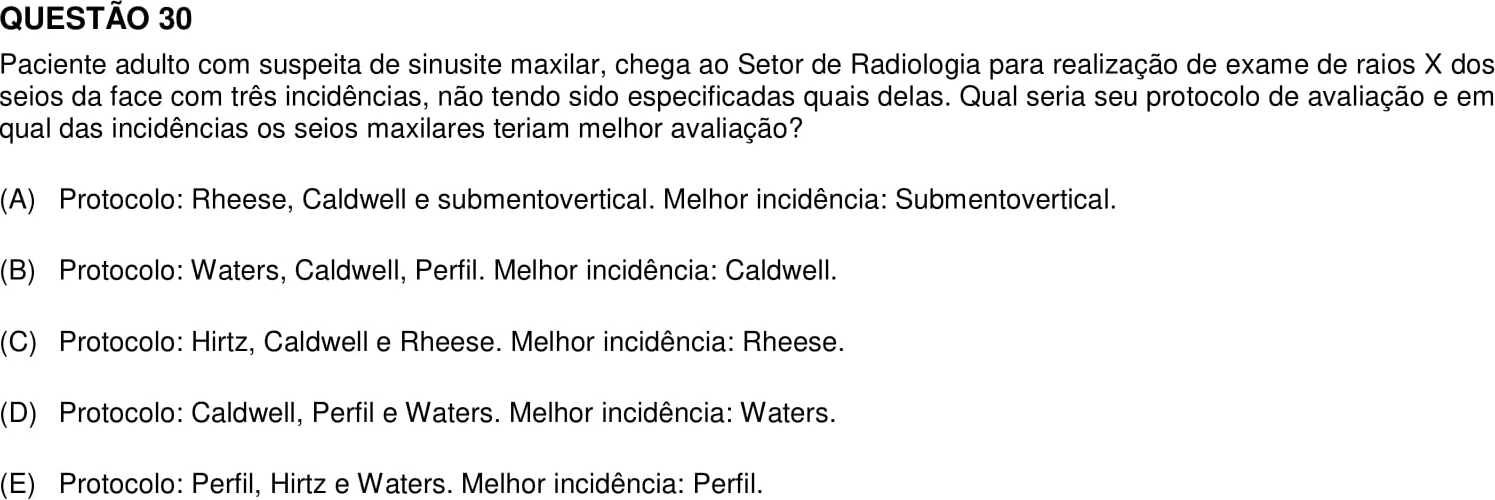 QUESTÃO 30
Paciente adulto com suspeita de sinusite maxilar, chega ao Setor de Radiologia para realização de exame de raios X dos
seios da face com três incidências, não tendo sido especificadas quais delas. Qual seria seu protocolo de avaliação e em
qual das incidências os seios maxilares teriam melhor avaliação?
(A) Protocolo: Rheese, Caldwell e submentovertical. Melhor incidência: Submentovertical.
(B) Protocolo: Waters, Caldwell, Perfil. Melhor incidência: Caldwell.
(C) Protocolo: Hirtz, Caldwell e Rheese. Melhor incidência: Rheese.
(D) Protocolo: Caldwell, Perfil e Waters. Melhor incidência: Waters.
(E) Protocolo: Perfil, Hirtz e Waters. Melhor incidência: Perfil.